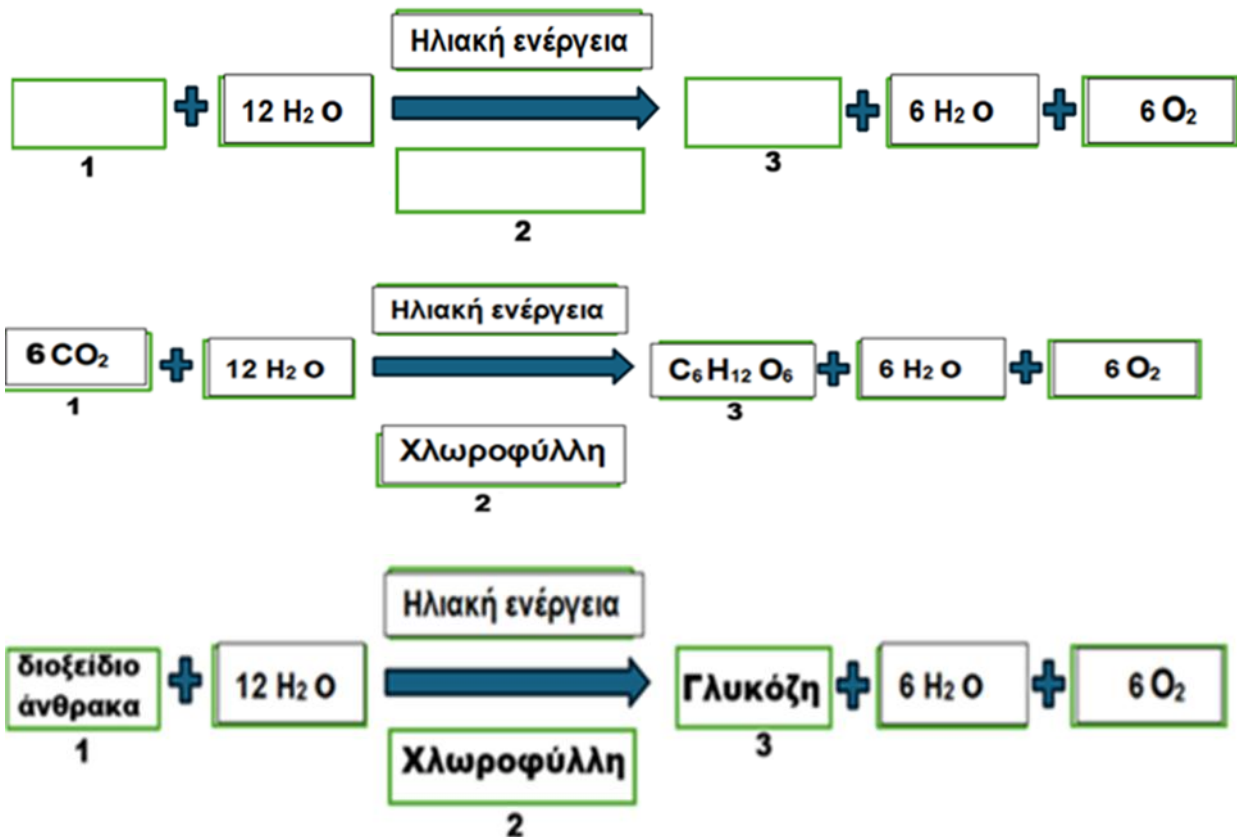 Ηλιακή ενέργεια
12 H₂ O
6 H₂ O
6 O₂
1
2
3
Ηλιακή ενέργεια
6 CO₂
12 H₂ O
C₆ H₁₂ O₆
6 H₂ O
6 O₂
1
Χλωροφύλλη
2
3
Ηλιακή ενέργεια
διοξείδιο
άνθρακα
12 H₂ O
Γλυκόζη
6 H₂ O
6 O₂
1
Χλωροφύλλη
2
3